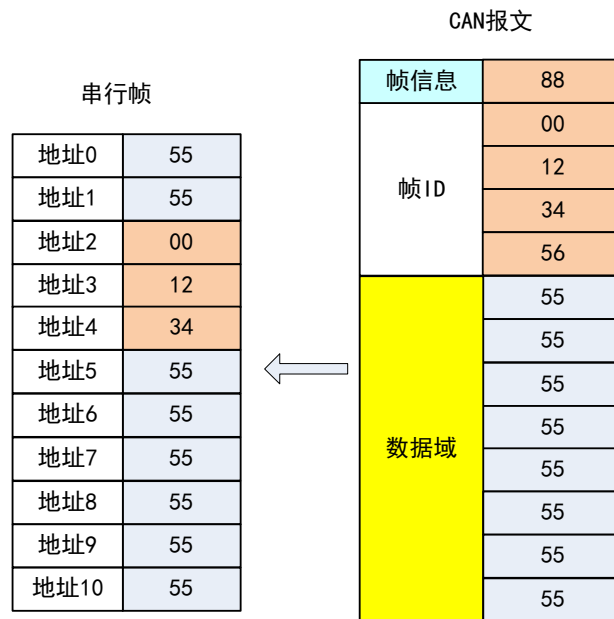 CAN报文
串行帧
帧信息 88
帧ID
00
12
34
56
数据域
55
55
55
55
55
55
55
55
地址0 55
地址1 55
地址2 00
地址3 12
地址4 34
地址5 55
地址6 55
地址7 55
地址8 55
地址9 55
地址10 55